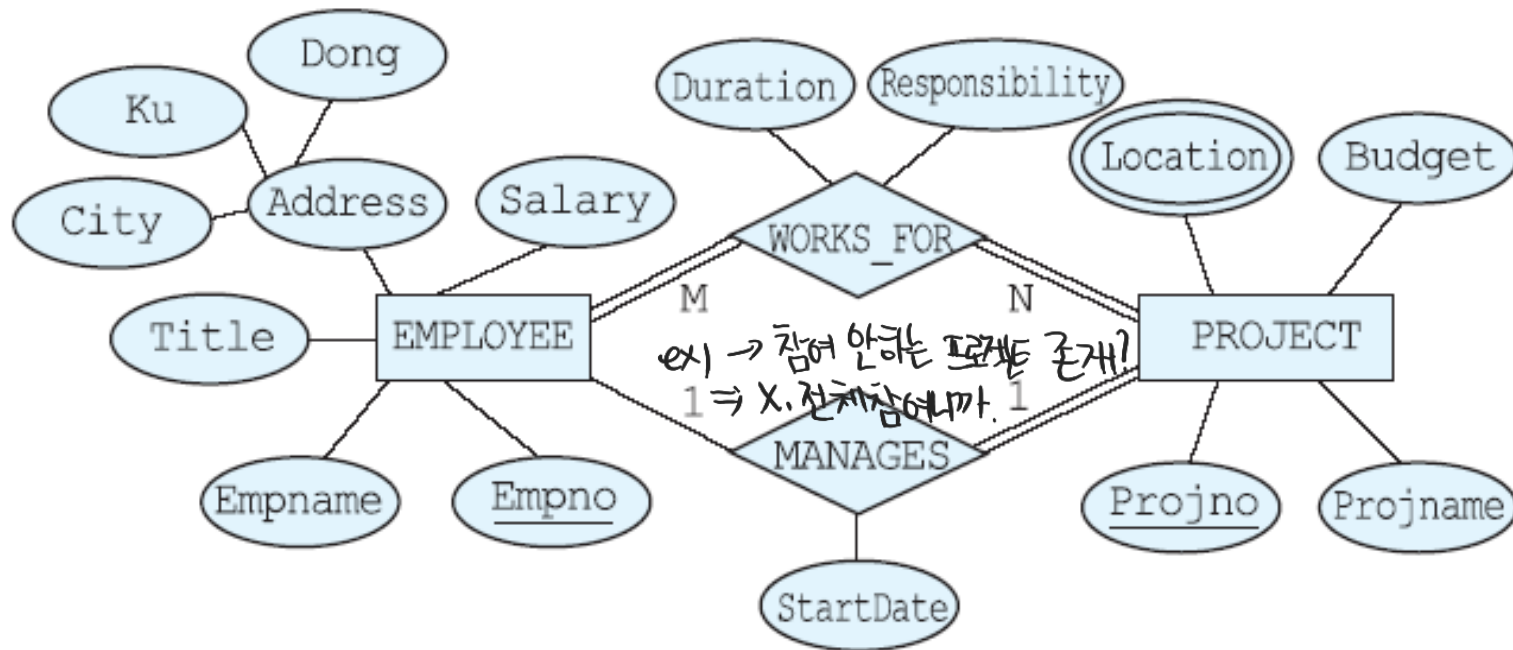 Dong
Duration
Responsibility
Ku
Location
Budget
Address
Salary
City
WORKS_FOR
M
N
Title
EMPLOYEE
PROJECT
ex) → 참여 안하는 프로젝트 존재?
1
⇒ X. 전체참여니까.
1
MANAGES
Empname
Empno
Projno
Projname
StartDate